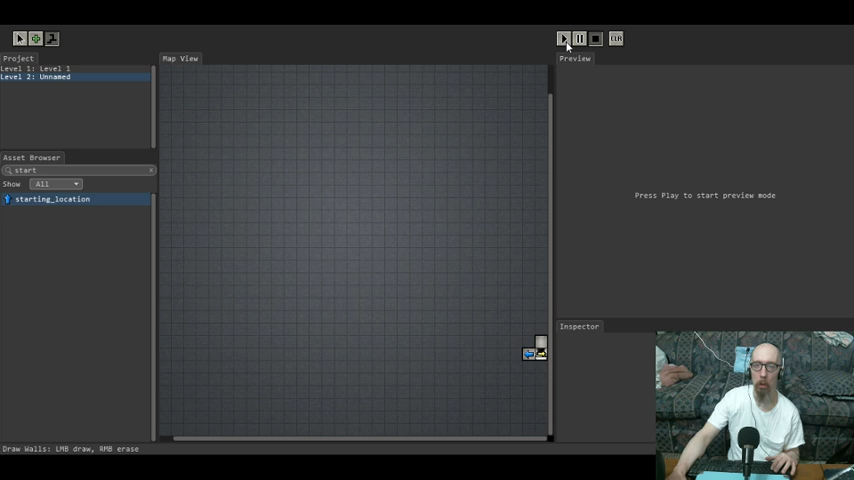 CLR
Project
Map View
Preview
Level 1: Level 1
Level 2: Unnamed
Asset Browser
start
Show All
starting_location
Press Play to start preview mode
Inspector
Draw Walls: LMB draw, RMB erase